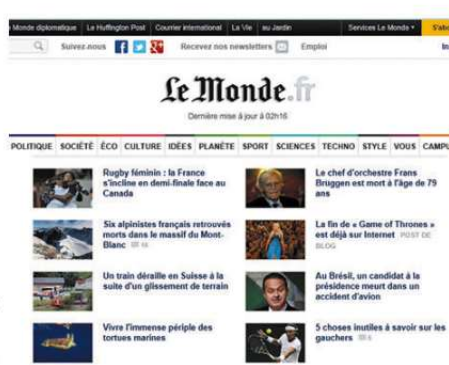 Monde diplomatique Le Huffington Post Courrier international La Vie au Jardin Services Le Monde
Suivez-nous Recevez nos newsletters Emploi
Le Monde.fr
Dernière mise à jour à 02h16
POLITIQUE SOCIÉTÉ ÉCO CULTURE IDÉES PLANÈTE SPORT SCIENCES TECHNO STYLE VOUS CAMPU
Rugby féminin : la France
s'incline en demi-finale face au
Canada
Le chef d'orchestre Frans
Brüggen est mort à l'âge de 79
ans
Six alpinistes français retrouvés
morts dans le massif du Mont-
Blanc
La fin de « Game of Thrones »
est déjà sur Internet POST DE
BLOG
Un train déraille en Suisse à la
suite d'un glissement de terrain
Au Brésil, un candidat à la
présidence meurt dans un
accident d'avion
Vivre l'immense périple des
tortues marines
5 choses inutiles à savoir sur les
gauchers